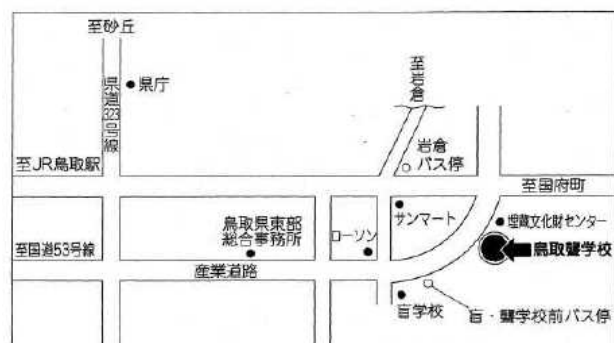 至砂丘
県道323号線
県庁
至岩倉
岩倉
バス停
至JR鳥取駅
至国府町
サンマート
埋蔵文化財センター
鳥取県東部
総合事務所
ローソン
鳥取聾学校
至国道53号線
産業道路
盲学校
盲・聾学校前バス停